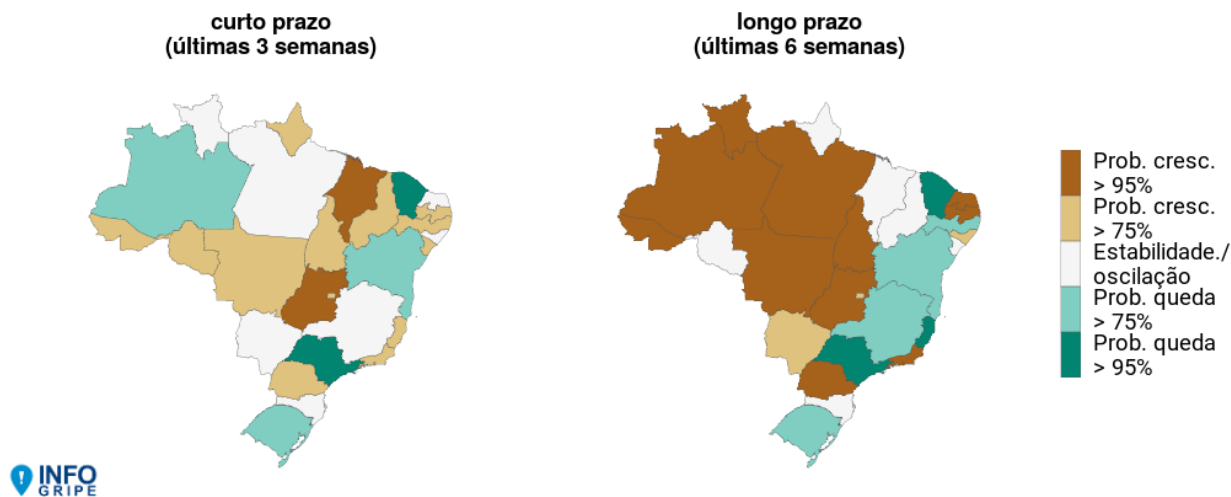 curto prazo
(últimas 3 semanas)
longo prazo
(últimas 6 semanas)
Prob. cresc.
> 95%
Prob. cresc.
> 75%
Estabilidade./
oscilação
Prob. queda
> 75%
Prob. queda
> 95%
INFO
GRIPE